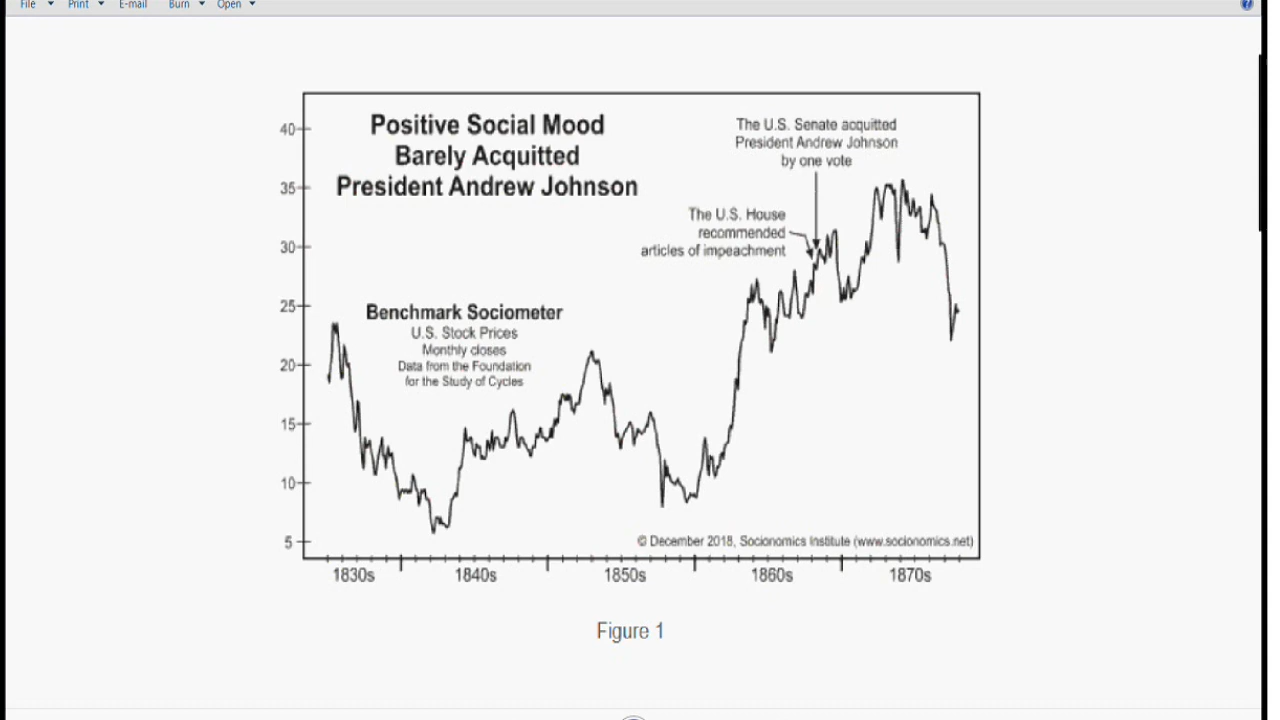 File Print E-mail Burn Open
Positive Social Mood
Barely Acquitted
President Andrew Johnson
The U.S. Senate acquitted
President Andrew Johnson
by one vote
The U.S. House
recommended
articles of impeachment
Benchmark Sociometer
U.S. Stock Prices
Monthly closes
Data from the Foundation
for the Study of Cycles
40
35
30
25
20
15
10
5
© December 2018, Socionomics Institute (www.socionomics.net)
1830s 1840s 1850s 1860s 1870s
Figure 1